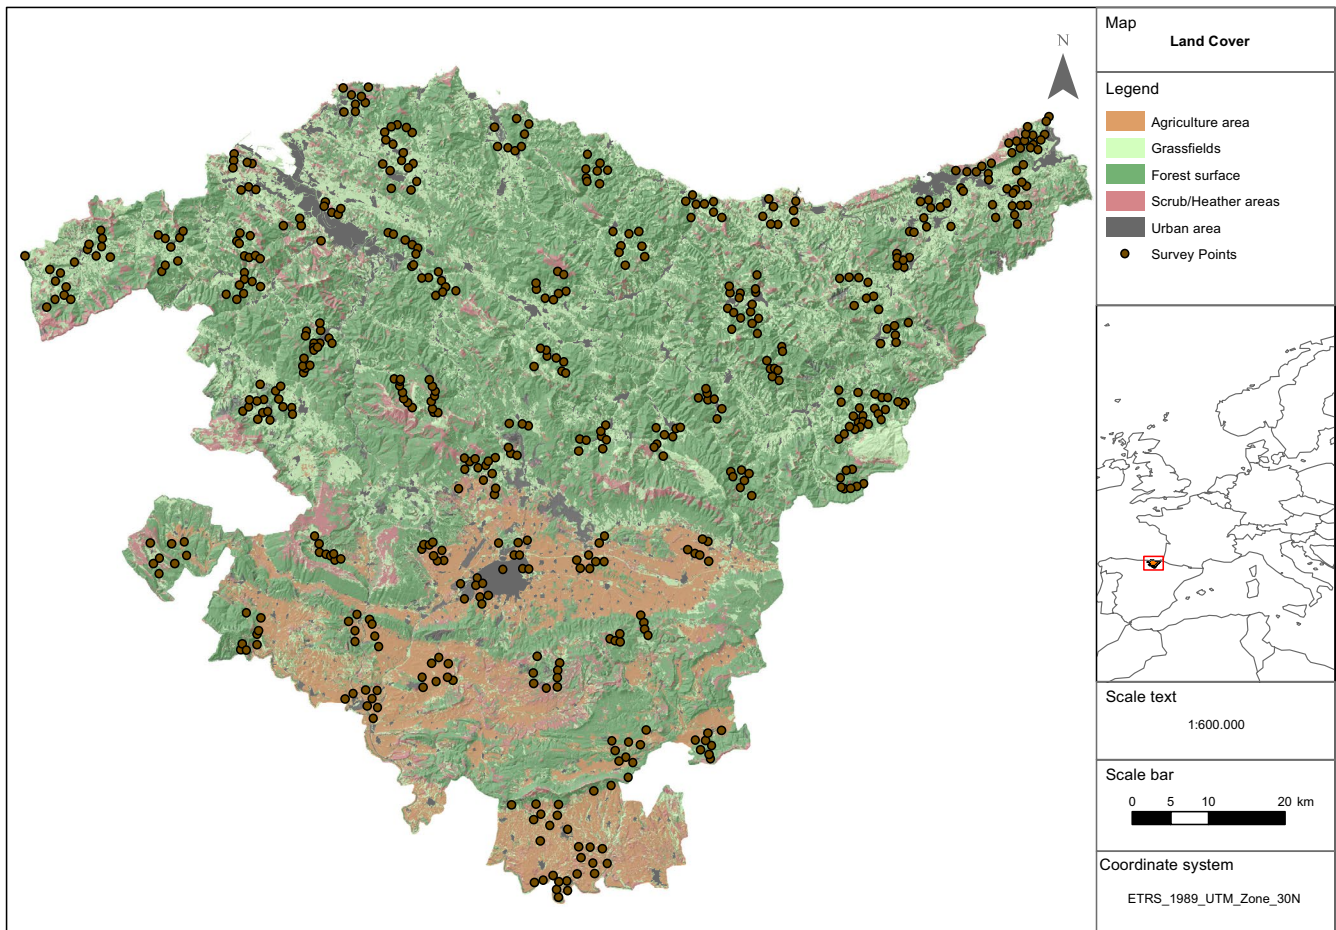 N
Map
Land Cover
Legend
Agriculture area
Grassfields
Forest surface
Scrub/Heather areas
Urban area
Survey Points
Scale text
1:600.000
Scale bar
0 5 10 20 km
Coordinate system
ETRS_1989_UTM_Zone_30N